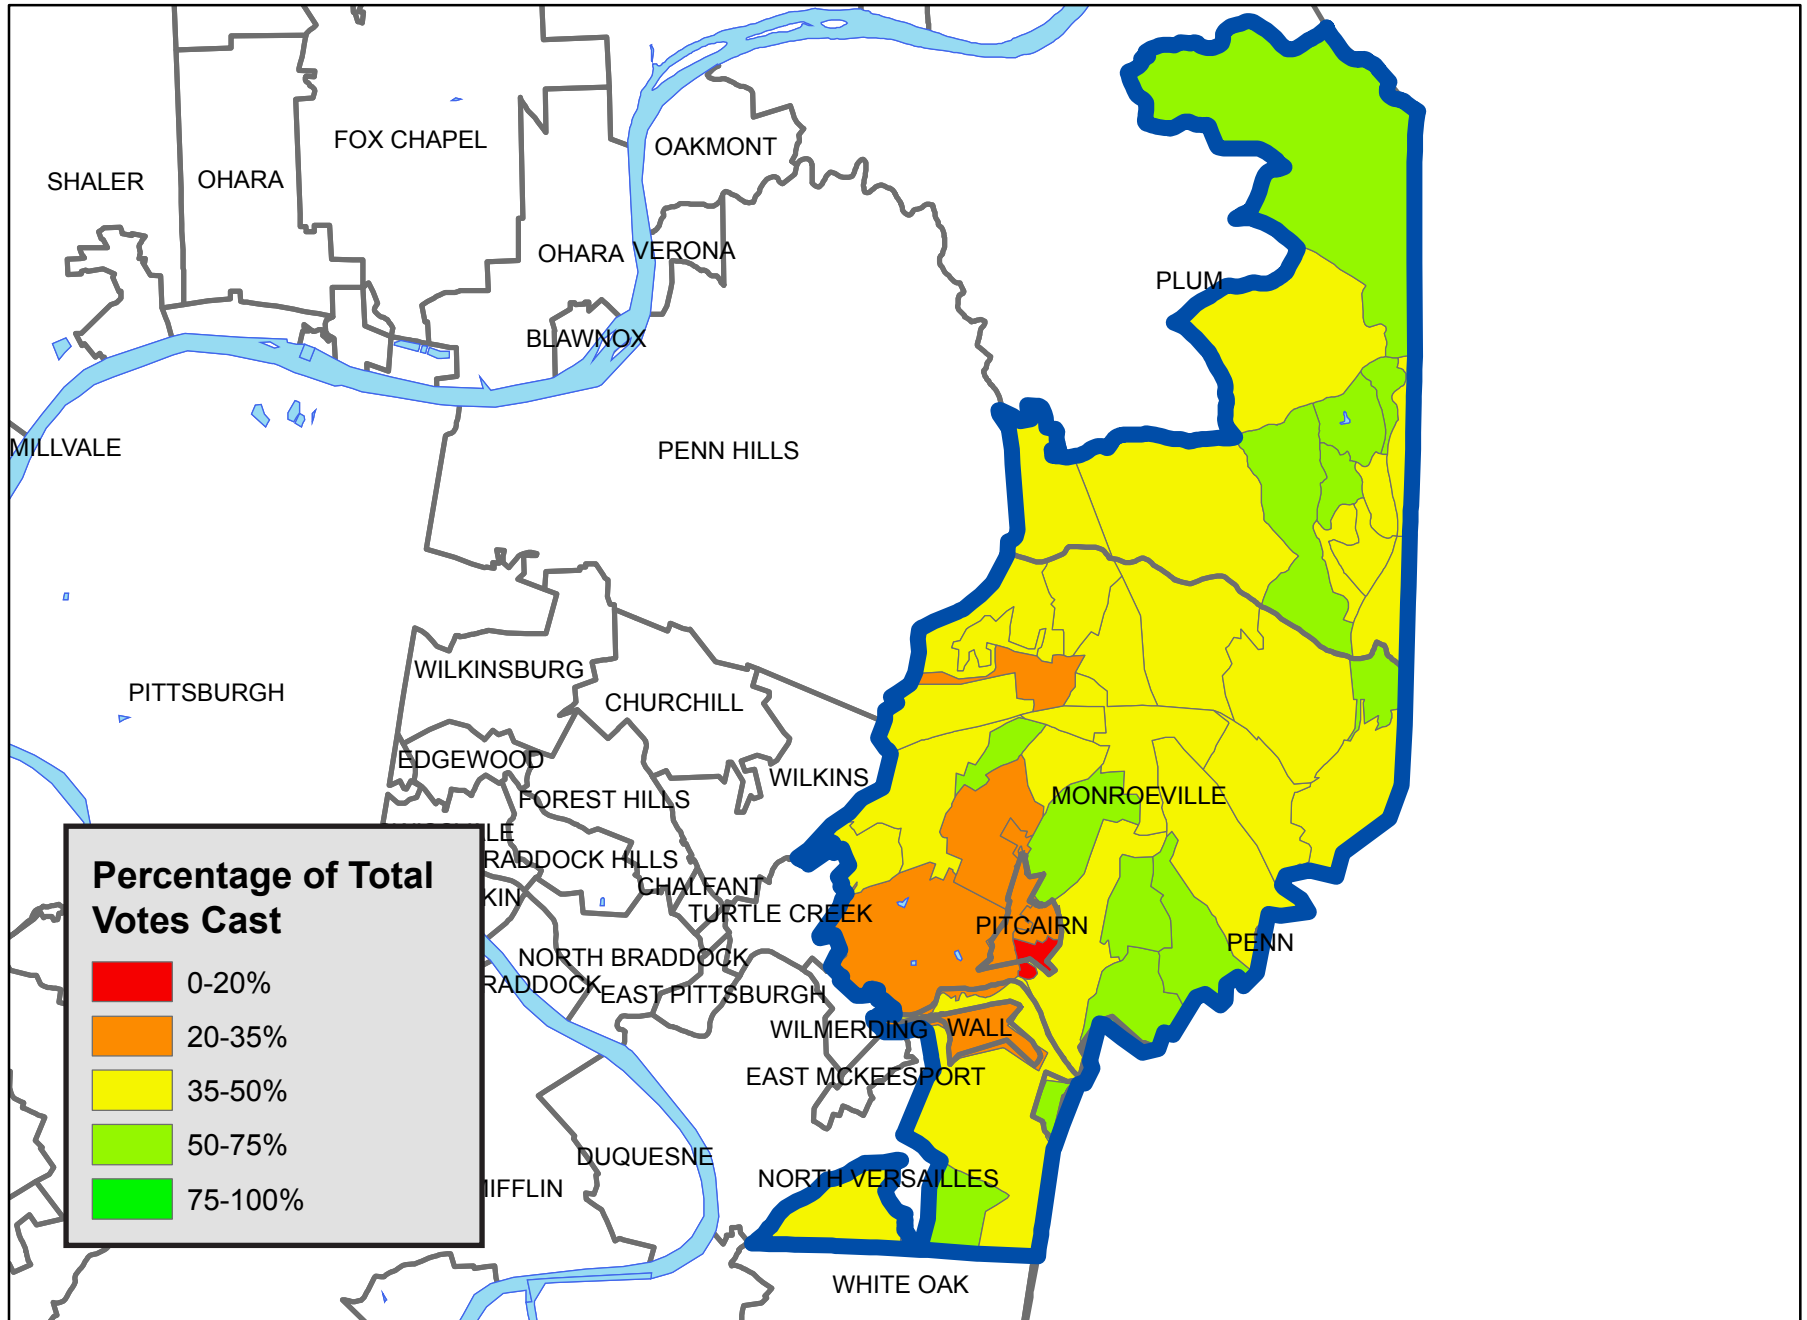 FOX CHAPEL
OAKMONT
SHALER
OHARA
OHARA
VERONA
PLUM
BLAWNOX
MILLVALE
PENN HILLS
WILKINSBURG
PITTSBURGH
CHURCHILL
EDGEWOOD
WILKINS
FOREST HILLS
MONROEVILLE
RADDOCK HILLS
CHALFANT
KIN
TURTLE CREEK
PITCAIRN
PENN
NORTH BRADDOCK
RADDOCK
EAST PITTSBURGH
WILMERDING
WALL
EAST MCKEESPORT
DUQUESNE
NORTH VERSAILLES
IFFLIN
WHITE OAK
Percentage of Total
Votes Cast
0-20%
20-35%
35-50%
50-75%
75-100%